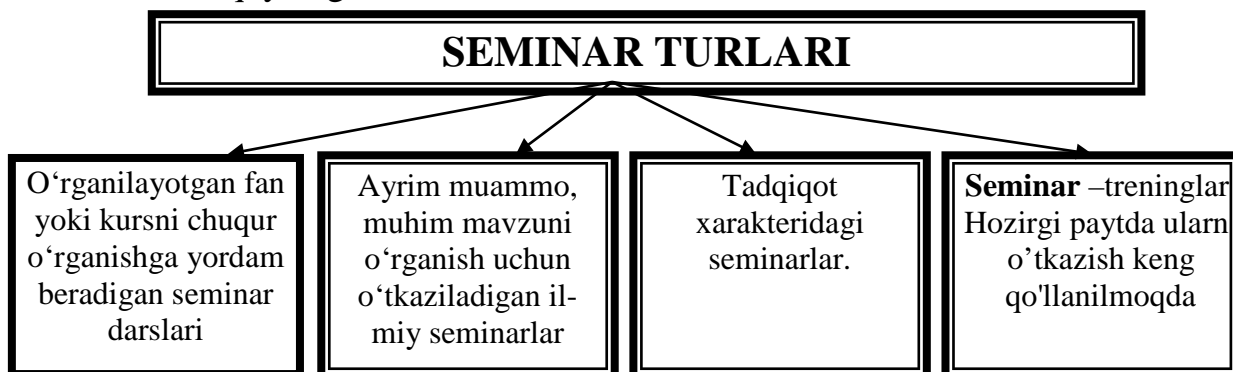 SEMINAR TURLARI
O‘rganilayotgan fan
yoki kursni chuqur
o‘rganishga yordam
beradigan seminar
darslari
Ayrim muammo,
muhim mavzuni
o‘rganish uchun
o‘tkaziladigan il-
miy seminarlar
Tadqiqot
xarakteridagi
seminarlar.
Seminar –treninglar
Hozirgi paytda ularn
o’tkazish keng
qo'llanilmoqda